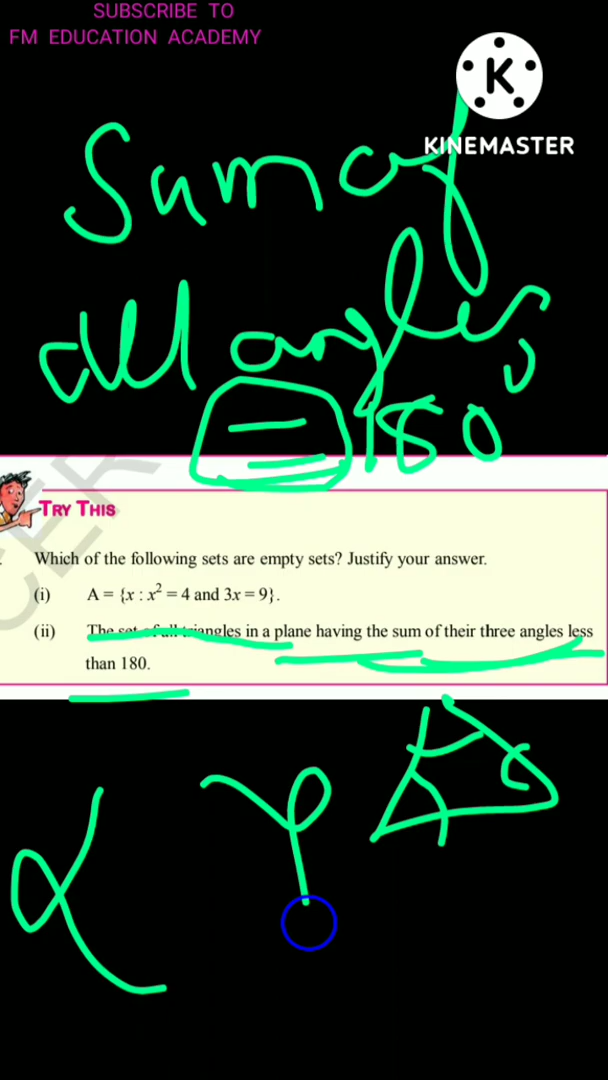 SUBSCRIBE TO
FM EDUCATION ACADEMY
K
KINEMASTER
Sum of
all angles
= 180°
TRY THIS
Which of the following sets are empty sets? Justify your answer.
(i) A = {x : x² = 4 and 3x = 9}.
(ii) The set of all triangles in a plane having the sum of their three angles less
than 180.